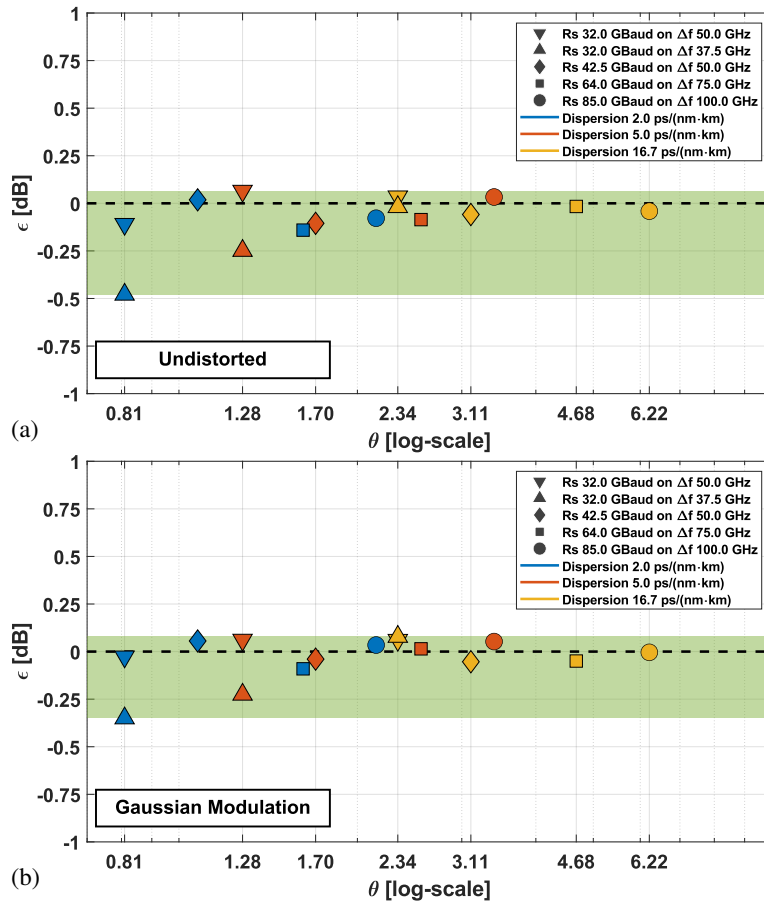 1
0.75
0.5
0.25
0
-0.25
-0.5
-0.75
-1
ϵ [dB]
Rs 32.0 GBaud on Δf 50.0 GHz
Rs 32.0 GBaud on Δf 37.5 GHz
Rs 42.5 GBaud on Δf 50.0 GHz
Rs 64.0 GBaud on Δf 75.0 GHz
Rs 85.0 GBaud on Δf 100.0 GHz
Dispersion 2.0 ps/(nm·km)
Dispersion 5.0 ps/(nm·km)
Dispersion 16.7 ps/(nm·km)
Undistorted
0.81 1.28 1.70 2.34 3.11 4.68 6.22
θ [log-scale]
(a)
1
0.75
0.5
0.25
0
-0.25
-0.5
-0.75
-1
ϵ [dB]
Rs 32.0 GBaud on Δf 50.0 GHz
Rs 32.0 GBaud on Δf 37.5 GHz
Rs 42.5 GBaud on Δf 50.0 GHz
Rs 64.0 GBaud on Δf 75.0 GHz
Rs 85.0 GBaud on Δf 100.0 GHz
Dispersion 2.0 ps/(nm·km)
Dispersion 5.0 ps/(nm·km)
Dispersion 16.7 ps/(nm·km)
Gaussian Modulation
0.81 1.28 1.70 2.34 3.11 4.68 6.22
θ [log-scale]
(b)